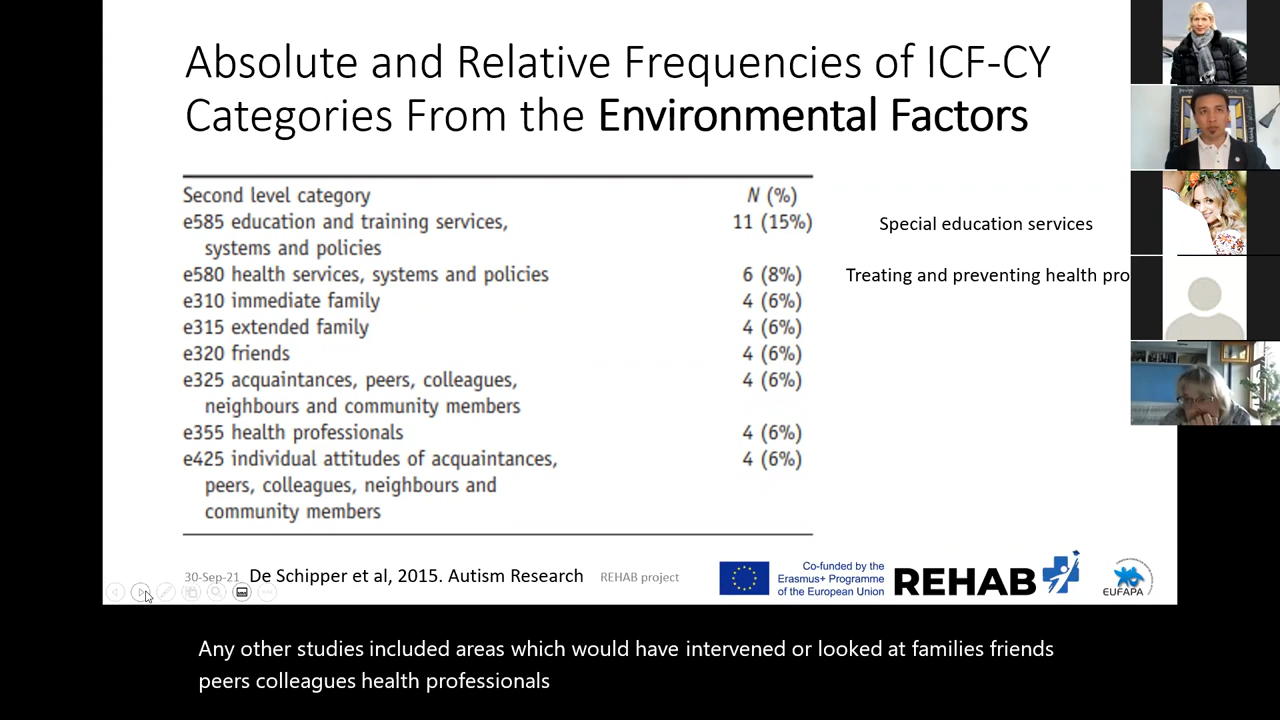 Absolute and Relative Frequencies of ICF-CY
Categories From the Environmental Factors
Second level category N (%)
e585 education and training services, 11 (15%) Special education services
systems and policies
e580 health services, systems and policies 6 (8%) Treating and preventing health pro
e310 immediate family 4 (6%)
e315 extended family 4 (6%)
e320 friends 4 (6%)
e325 acquaintances, peers, colleagues, 4 (6%)
neighbours and community members
e355 health professionals 4 (6%)
e425 individual attitudes of acquaintances, 4 (6%)
peers, colleagues, neighbours and
community members
30-Sep-21 De Schipper et al, 2015. Autism Research REHAB project
Co-funded by the
Erasmus+ Programme
of the European Union
REHAB
EUFAPA
Any other studies included areas which would have intervened or looked at families friends
peers colleagues health professionals